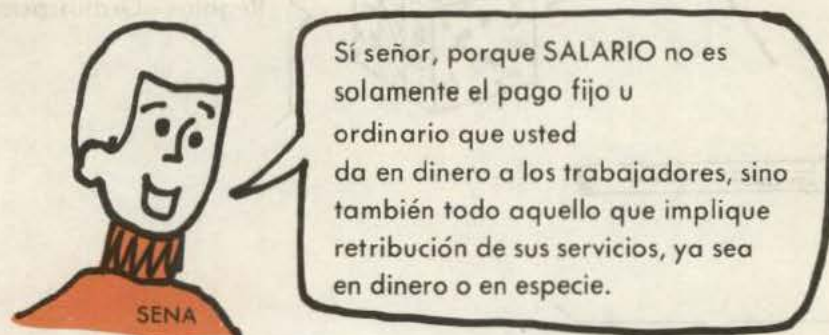 Sí señor, porque SALARIO no es
solamente el pago fijo u
ordinario que usted
da en dinero a los trabajadores, sino
también todo aquello que implique
retribución de sus servicios, ya sea
en dinero o en especie.
SENA